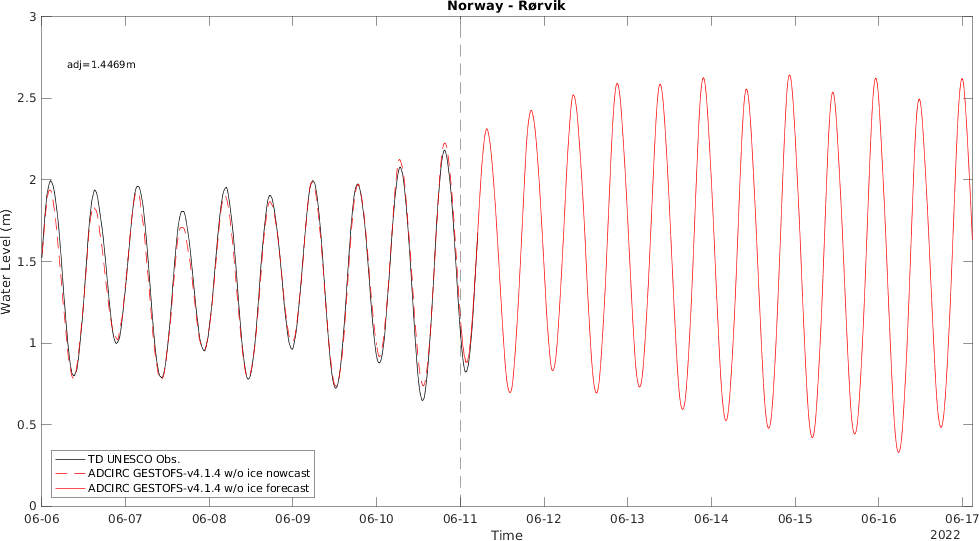 Norway - Rørvik
adj=1.4469m
Water Level (m)
3
2.5
2
1.5
1
0.5
0
TD UNESCO Obs.
ADCIRC GESTOFS-v4.1.4 w/o ice nowcast
ADCIRC GESTOFS-v4.1.4 w/o ice forecast
06-06 06-07 06-08 06-09 06-10 06-11 06-12 06-13 06-14 06-15 06-16 06-17
Time
2022